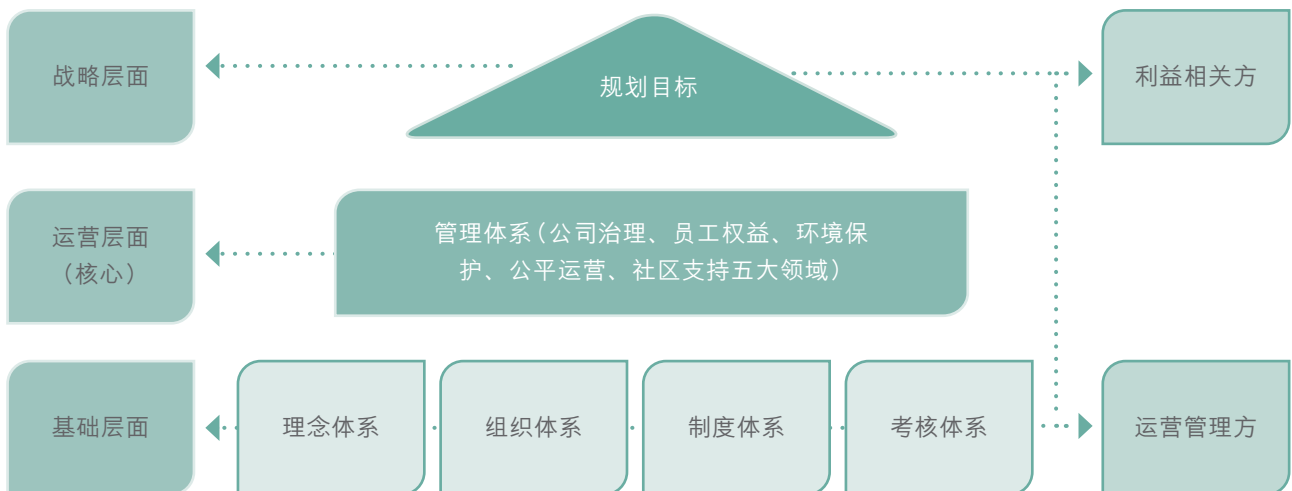 战略层面
规划目标
利益相关方
运营层面
（核心）
管理体系（公司治理、员工权益、环境保
护、公平运营、社区支持五大领域）
基础层面
理念体系
组织体系
制度体系
考核体系
运营管理方